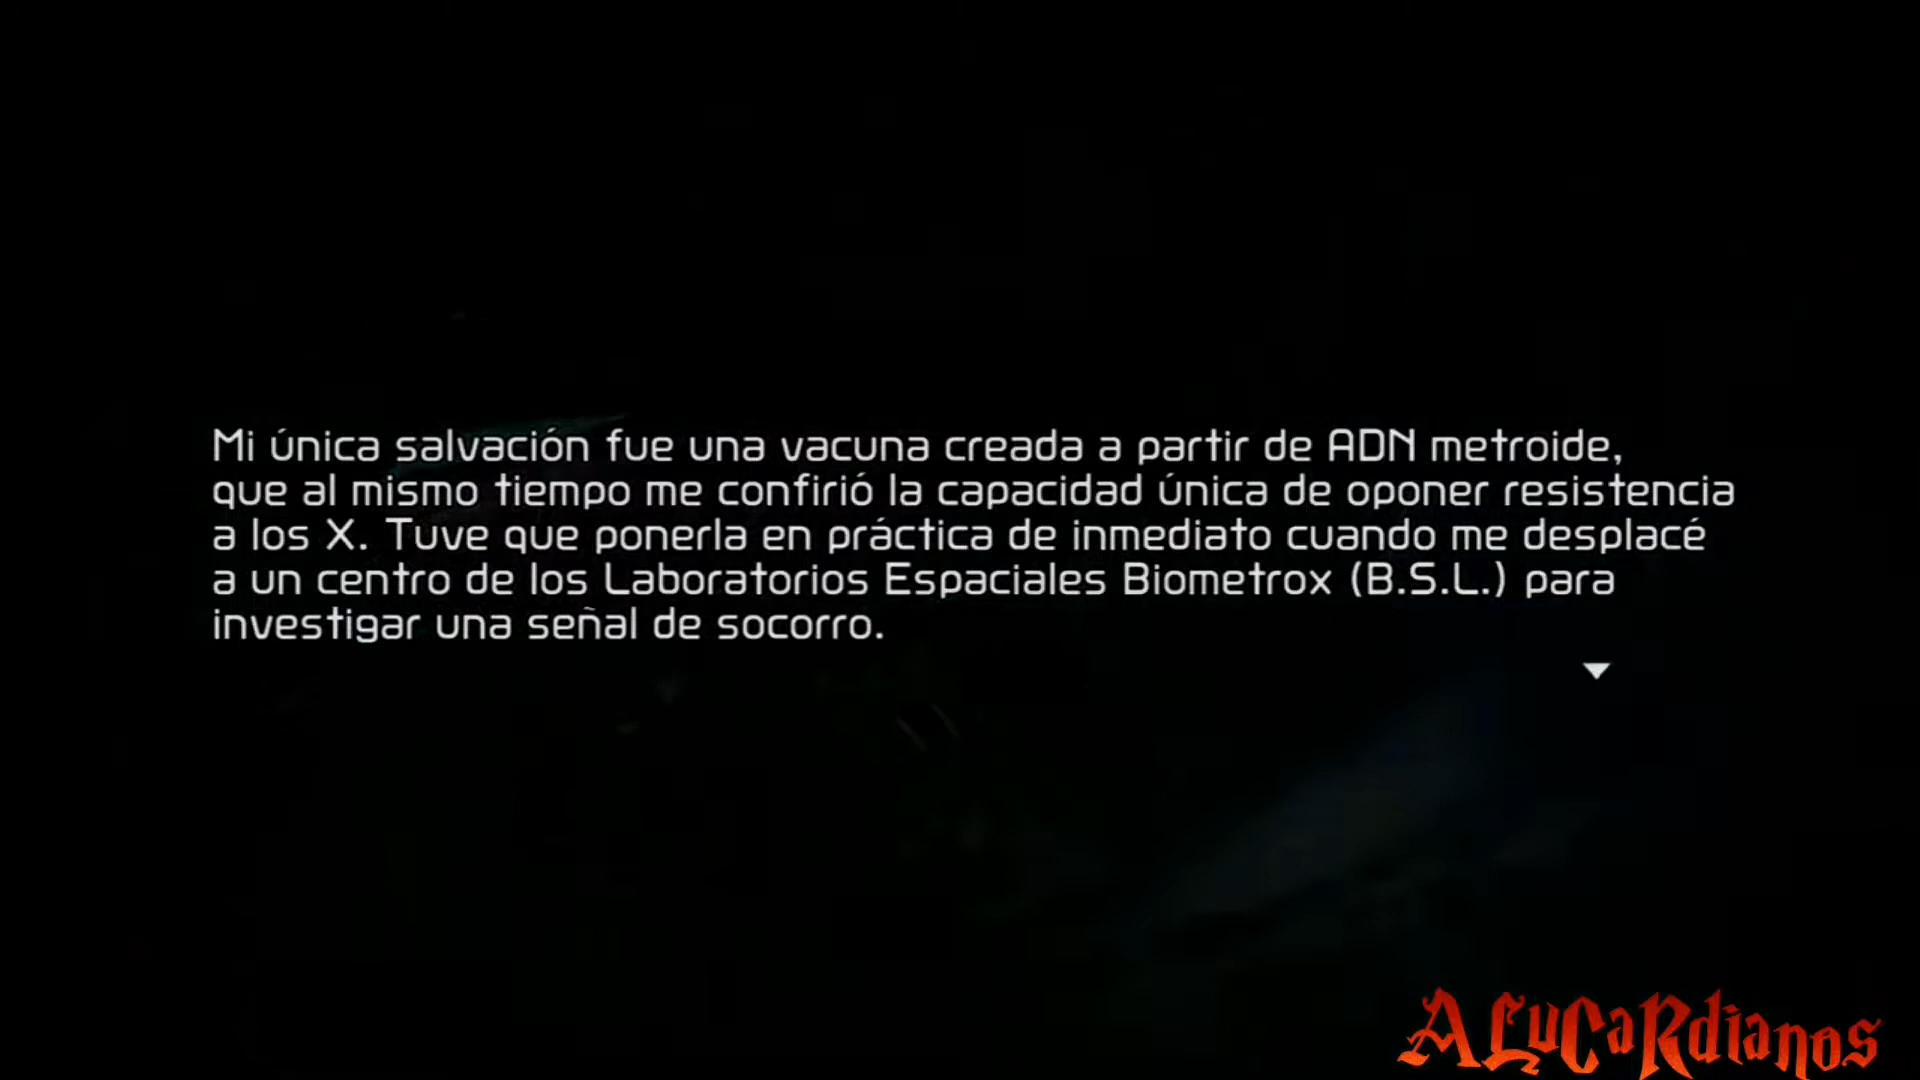 Mi única salvación fue una vacuna creada a partir de ADN metroide,
que al mismo tiempo me confirió la capacidad única de oponer resistencia
a los X. Tuve que ponerla en práctica de inmediato cuando me desplacé
a un centro de los Laboratorios Espaciales Biometrox (B.S.L.) para
investigar una señal de socorro.
ALuCaRdianos